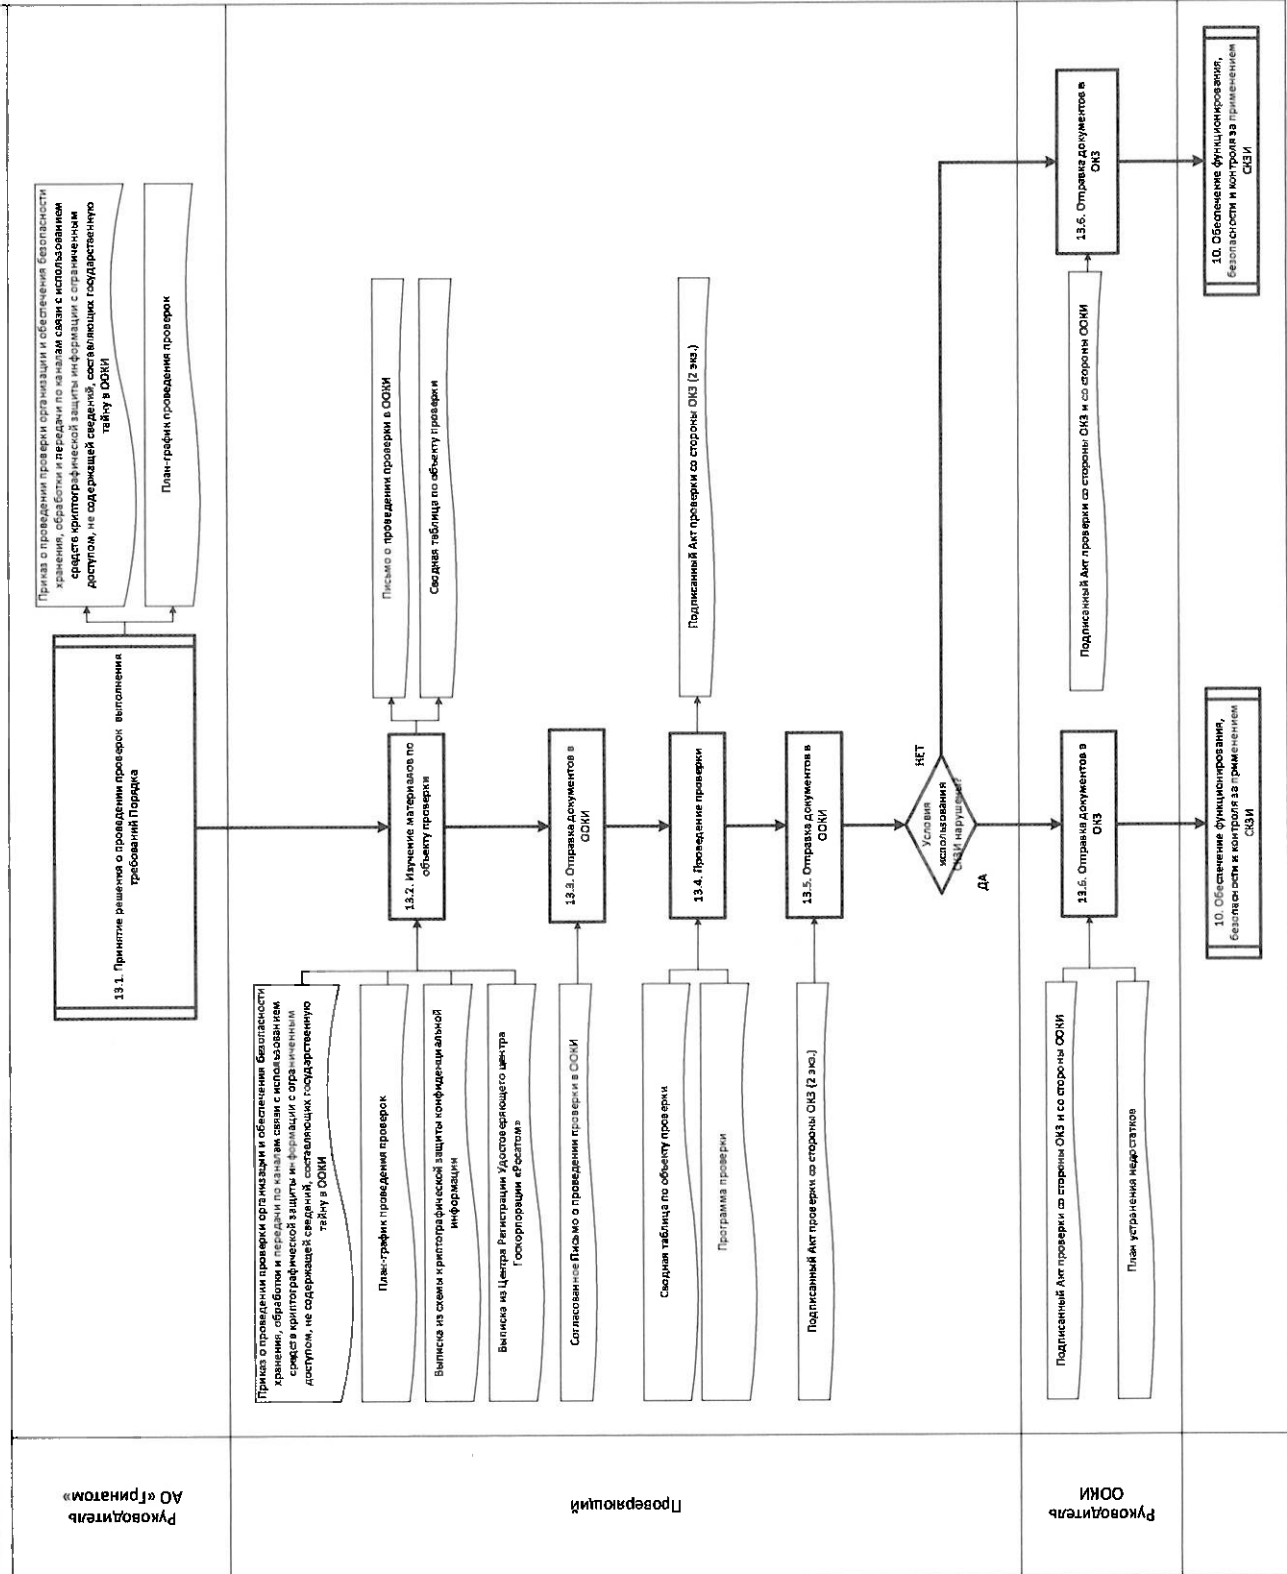 Руководитель
АО «Гринатом»
13.1. Принятие решения о проведении проверок выполнения
требований Порядка
Приказ о проведении проверки организации и обеспечения безопасности
хранения, обработки и передачи по каналам связи с использованием
средств криптографической защиты информации с ограниченным
доступом, не содержащей сведений, составляющих государственную
тайну в ООКИ
План-график проведения проверок
Проверяющий
Приказ о проведении проверки организации и обеспечения безопасности
хранения, обработки и передачи по каналам связи с использованием
средств криптографической защиты информации с ограниченным
доступом, не содержащей сведений, составляющих государственную
тайну в ООКИ
План-график проведения проверок
Выписка из схемы криптографической защиты конфиденциальной
информации
Выписка из Центра Регистрации Удостоверяющего центра
Госкорпорации «Росатом»
13.2. Изучение материалов по
объекту проверки
Письмо о проведении проверки в ООКИ
Сводная таблица по объекту проверки
Согласованное Письмо о проведении проверки в ООКИ
13.3. Отправка документов в
ООКИ
Сводная таблица по объекту проверки
Программа проверки
13.4. Проведение проверки
Подписанный Акт проверки со стороны ОКЗ (2 экз.)
Подписанный Акт проверки со стороны ОКЗ (2 экз.)
13.5. Отправка документов в
ООКИ
Условия
использования
СКЗИ нарушены?
НЕТ
ДА
Руководитель
ООКИ
Подписанный Акт проверки со стороны ОКЗ и со стороны ООКИ
План устранения недостатков
13.6. Отправка документов в
ОКЗ
Подписанный Акт проверки со стороны ОКЗ и со стороны ООКИ
13.6. Отправка документов в
ОКЗ
10. Обеспечение функционирования,
безопасности и контроля за применением
СКЗИ
10. Обеспечение функционирования,
безопасности и контроля за применением
СКЗИ